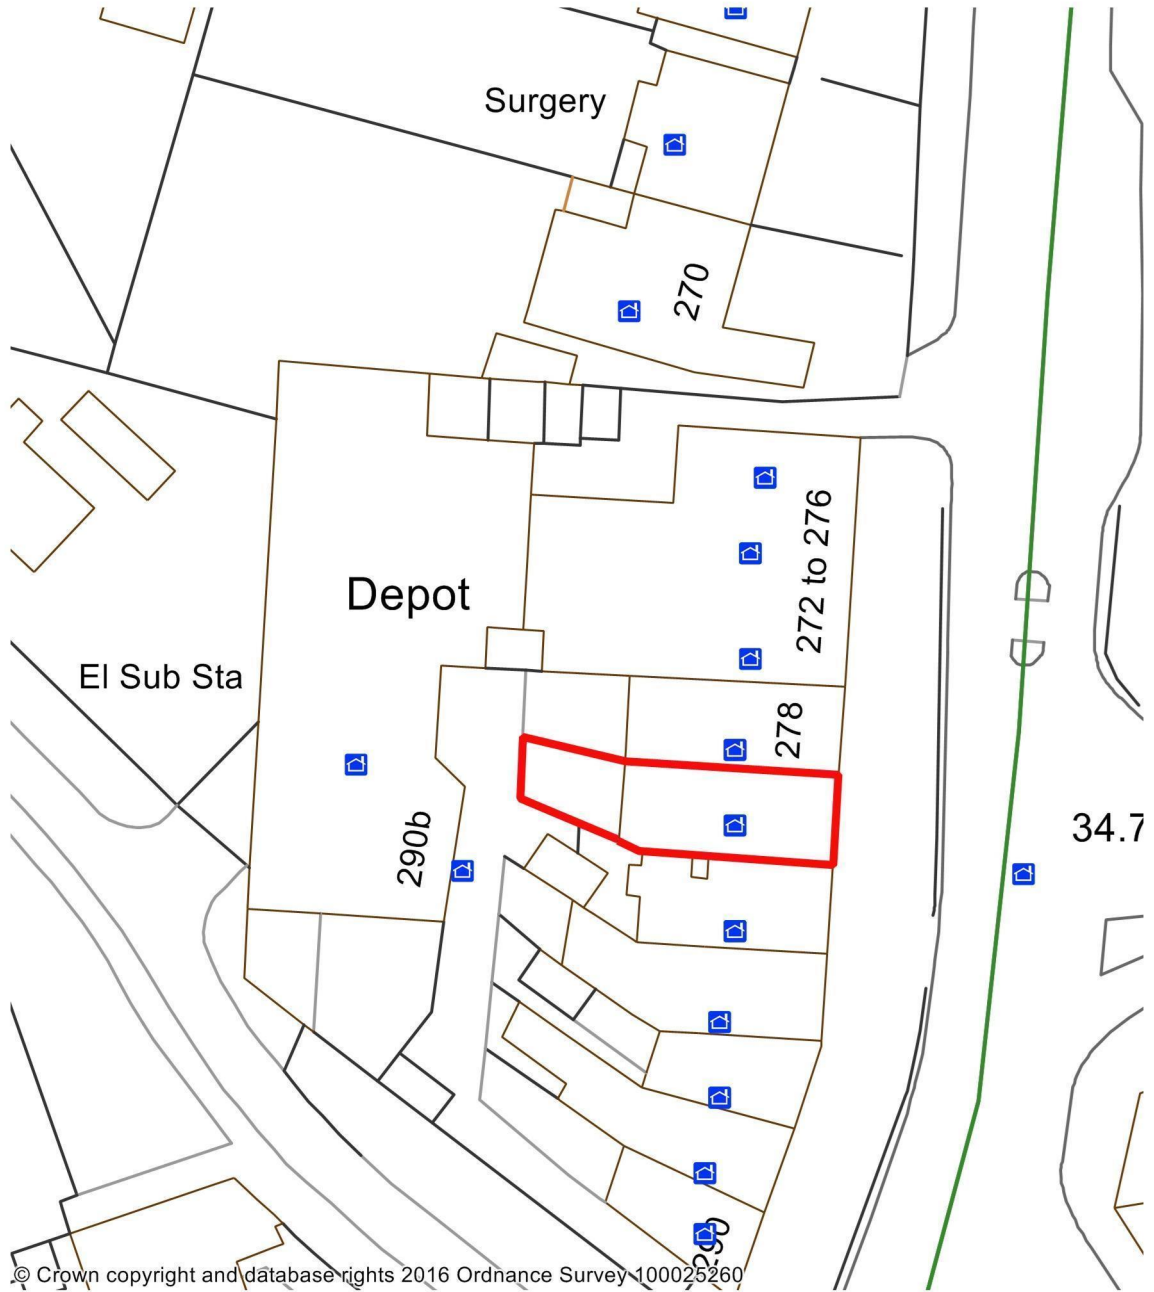 Surgery
270
272 to 276
Depot
El Sub Sta
278
34.7
290b
290
© Crown copyright and database rights 2016 Ordnance Survey 100025260